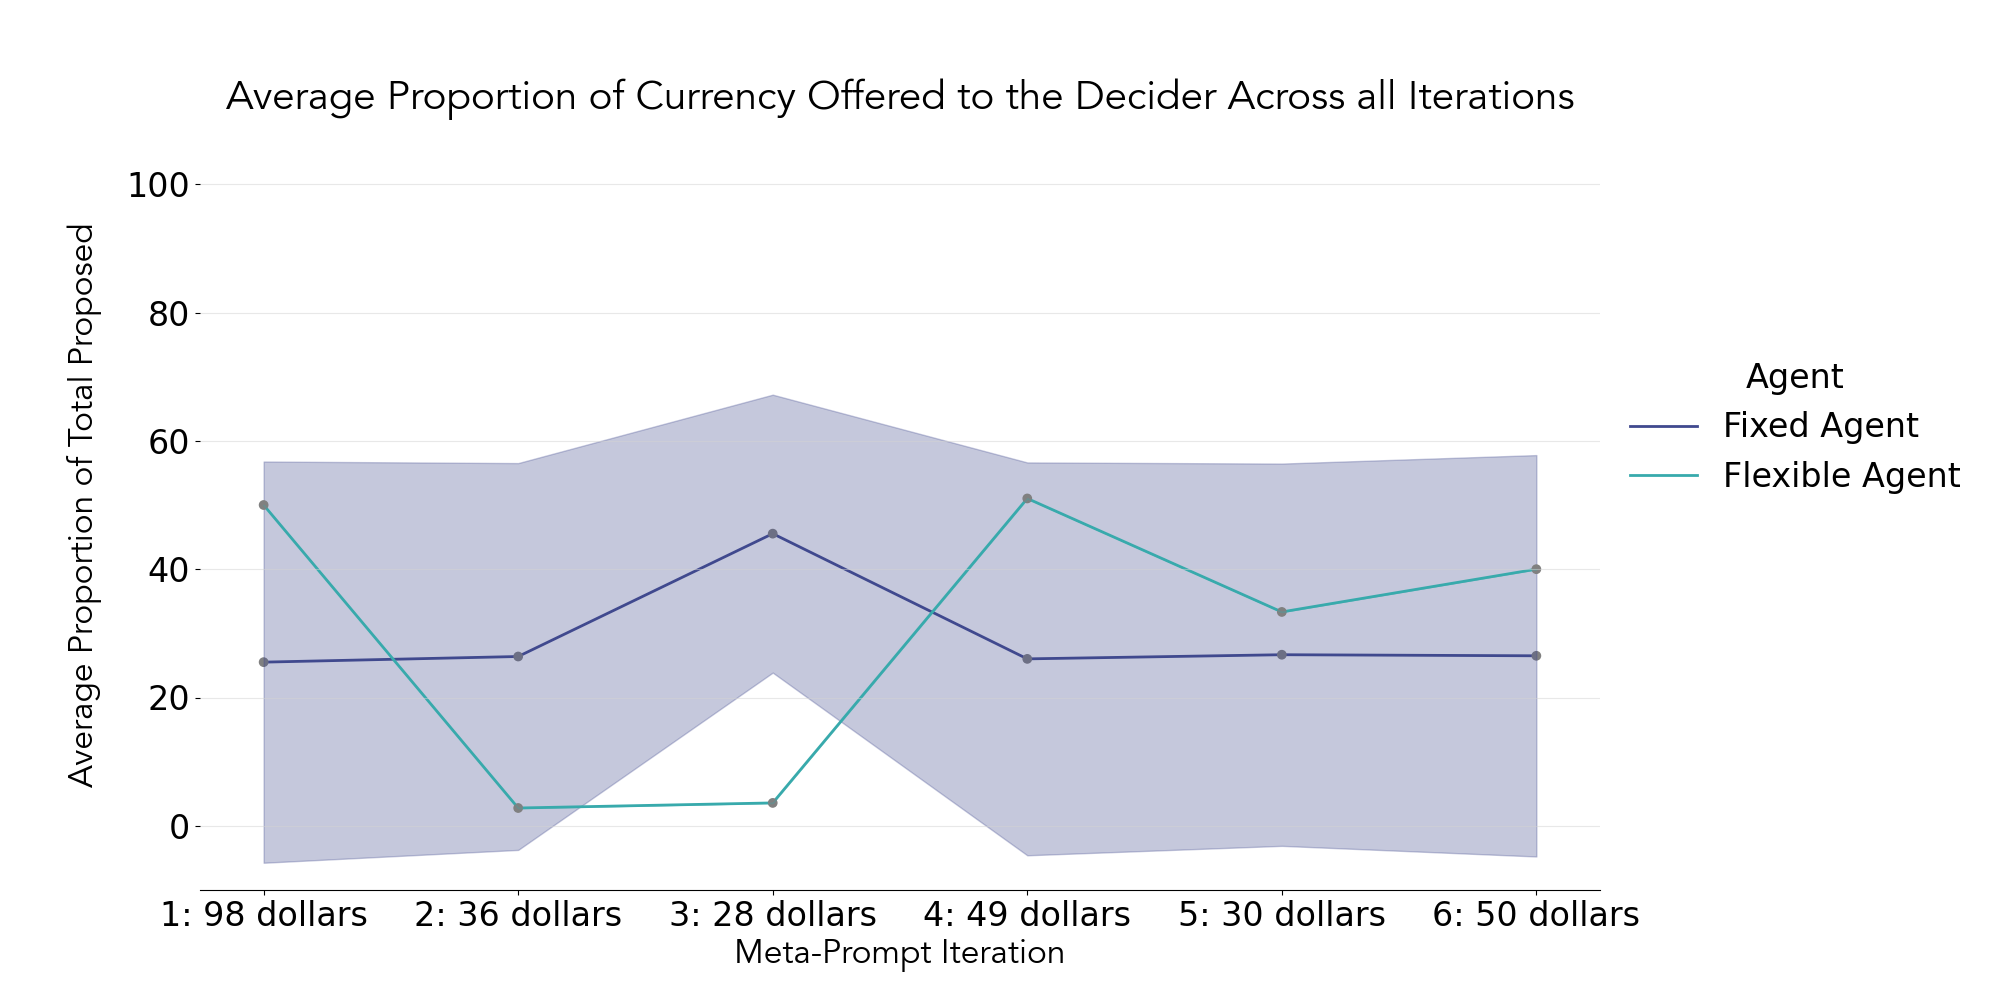 Average Proportion of Currency Offered to the Decider Across all Iterations
Average Proportion of Total Proposed
100
80
60
40
20
0
1: 98 dollars
2: 36 dollars
3: 28 dollars
4: 49 dollars
5: 30 dollars
6: 50 dollars
Meta-Prompt Iteration
Agent
Fixed Agent
Flexible Agent